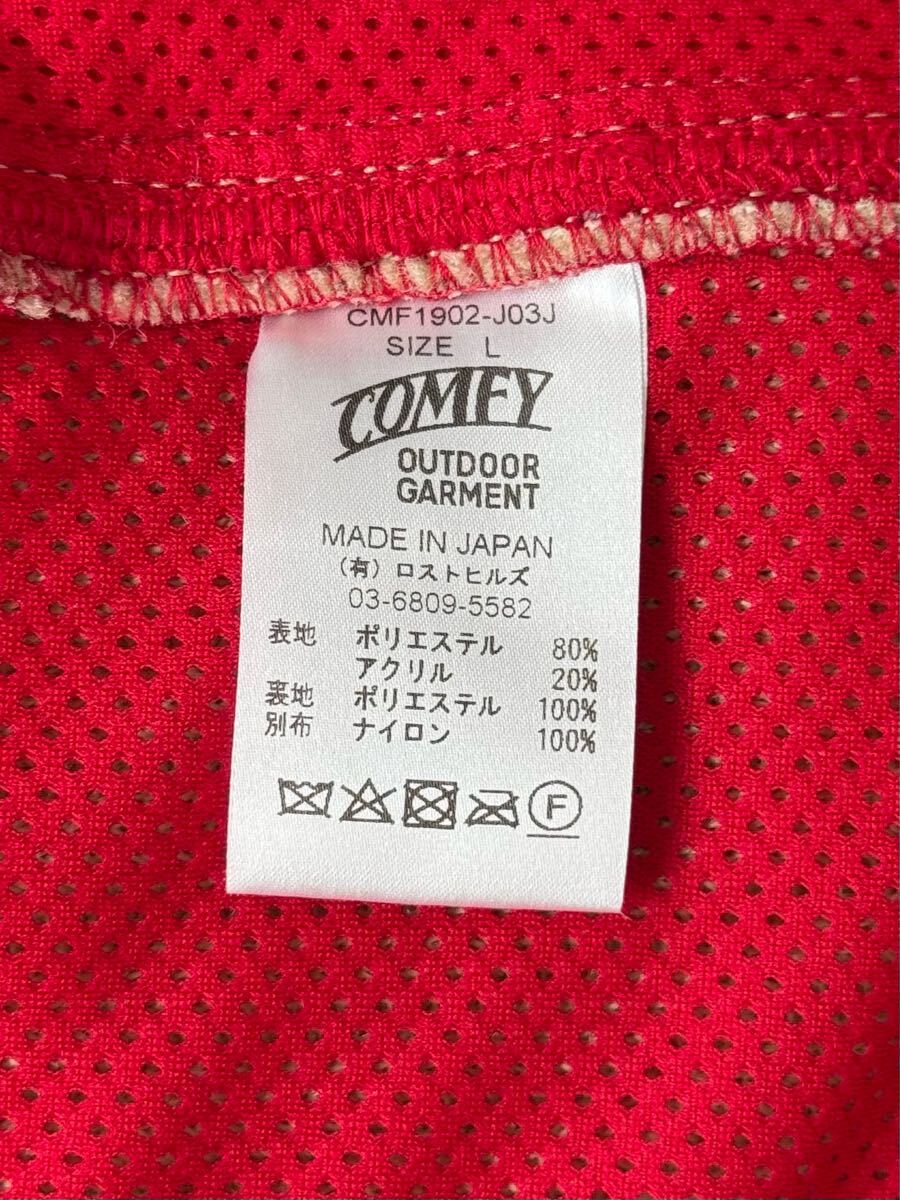 CMF1902-J03J
SIZE L
COMFY
OUTDOOR
GARMENT
MADE IN JAPAN
(有) ロストヒルズ
03-6809-5582
表地 ポリエステル 80%
アクリル 20%
裏地 ポリエステル 100%
別布 ナイロン 100%
F